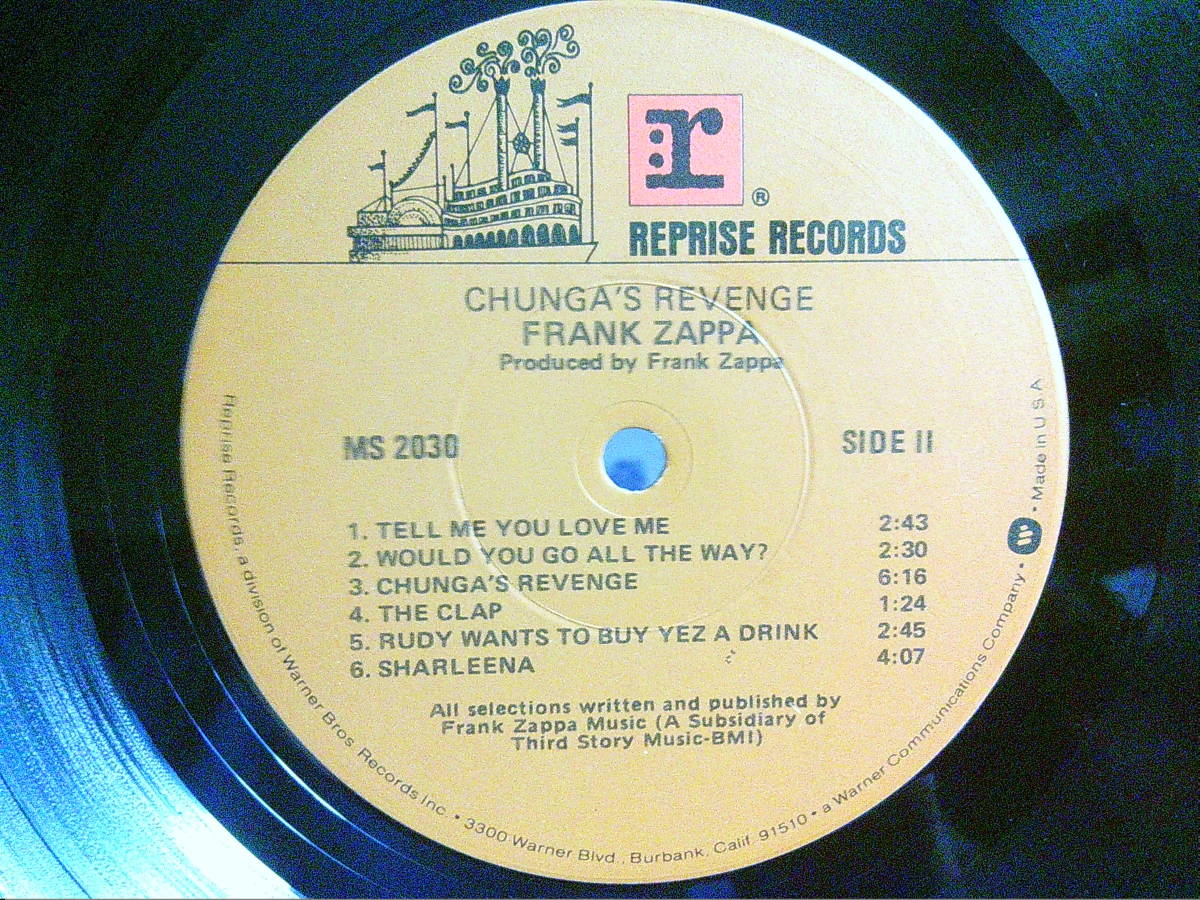 :r
®
REPRISE RECORDS
CHUNGA'S REVENGE
FRANK ZAPPA
Produced by Frank Zappa
MS 2030
SIDE II
1. TELL ME YOU LOVE ME 2:43
2. WOULD YOU GO ALL THE WAY? 2:30
3. CHUNGA'S REVENGE 6:16
4. THE CLAP 1:24
5. RUDY WANTS TO BUY YEZ A DRINK 2:45
6. SHARLEENA 4:07
All selections written and published by
Frank Zappa Music (A Subsidiary of
Third Story Music-BMI)
Reprise Records, a division of Warner Bros Records Inc. • 3300 Warner Blvd., Burbank, Calif. 91510 • a Warner Communications Company • W • Made in U S A